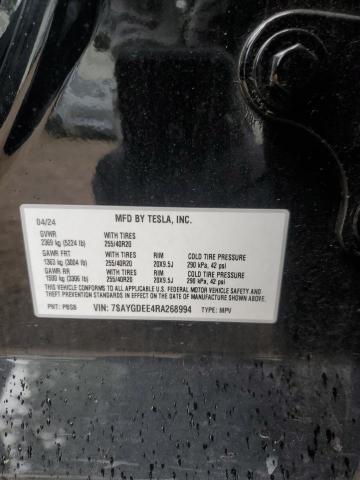 04/24 MFD BY TESLA, INC.
GVWR WITH TIRES
2369 kg (5224 lb) 255/40R20
GAWR FRT WITH TIRES RIM COLD TIRE PRESSURE
1363 kg (3004 lb) 255/40R20 20X9.5J 290 kPa, 42 psi
GAWR RR WITH TIRES RIM COLD TIRE PRESSURE
1500 kg (3306 lb) 255/40R20 20X9.5J 290 kPa, 42 psi
THIS VEHICLE CONFORMS TO ALL APPLICABLE U.S. FEDERAL MOTOR VEHICLE SAFETY AND
THEFT PREVENTION STANDARDS IN EFFECT ON THE DATE OF MANUFACTURE SHOWN ABOVE.
PNT: PBSB VIN: 7SAYGDEE4RA268994 TYPE: MPV